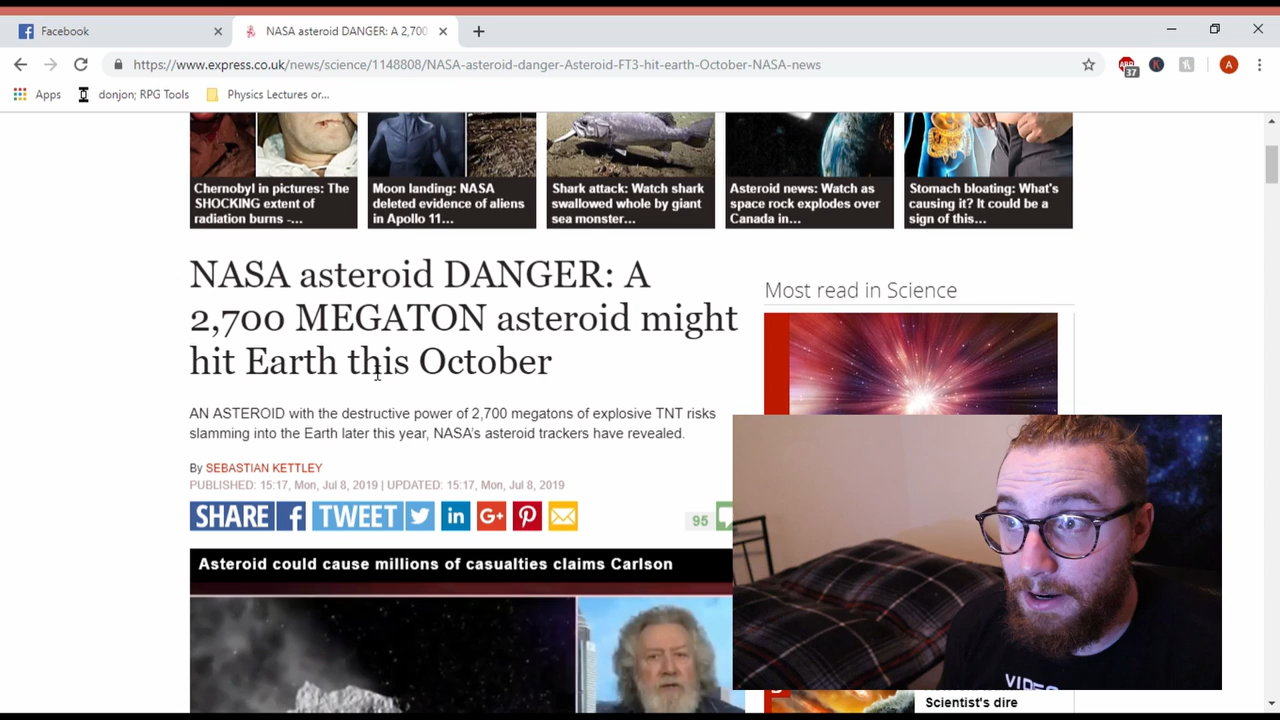 Facebook
NASA asteroid DANGER: A 2,700
https://www.express.co.uk/news/science/1148808/NASA-asteroid-danger-Asteroid-FT3-hit-earth-October-NASA-news
ABP
37
K
A
Apps
donjon; RPG Tools
Physics Lectures or...
Chernobyl in pictures: The
SHOCKING extent of
radiation burns -...
Moon landing: NASA
deleted evidence of aliens
in Apollo 11...
Shark attack: Watch shark
swallowed whole by giant
sea monster...
Asteroid news: Watch as
space rock explodes over
Canada in...
Stomach bloating: What's
causing it? It could be a
sign of this...
NASA asteroid DANGER: A
2,700 MEGATON asteroid might
hit Earth this October
AN ASTEROID with the destructive power of 2,700 megatons of explosive TNT risks
slamming into the Earth later this year, NASA's asteroid trackers have revealed.
By SEBASTIAN KETTLEY
PUBLISHED: 15:17, Mon, Jul 8, 2019 | UPDATED: 15:17, Mon, Jul 8, 2019
SHARE f TWEET in G+
95
Asteroid could cause millions of casualties claims Carlson
Most read in Science
VIDEO
Scientist's dire